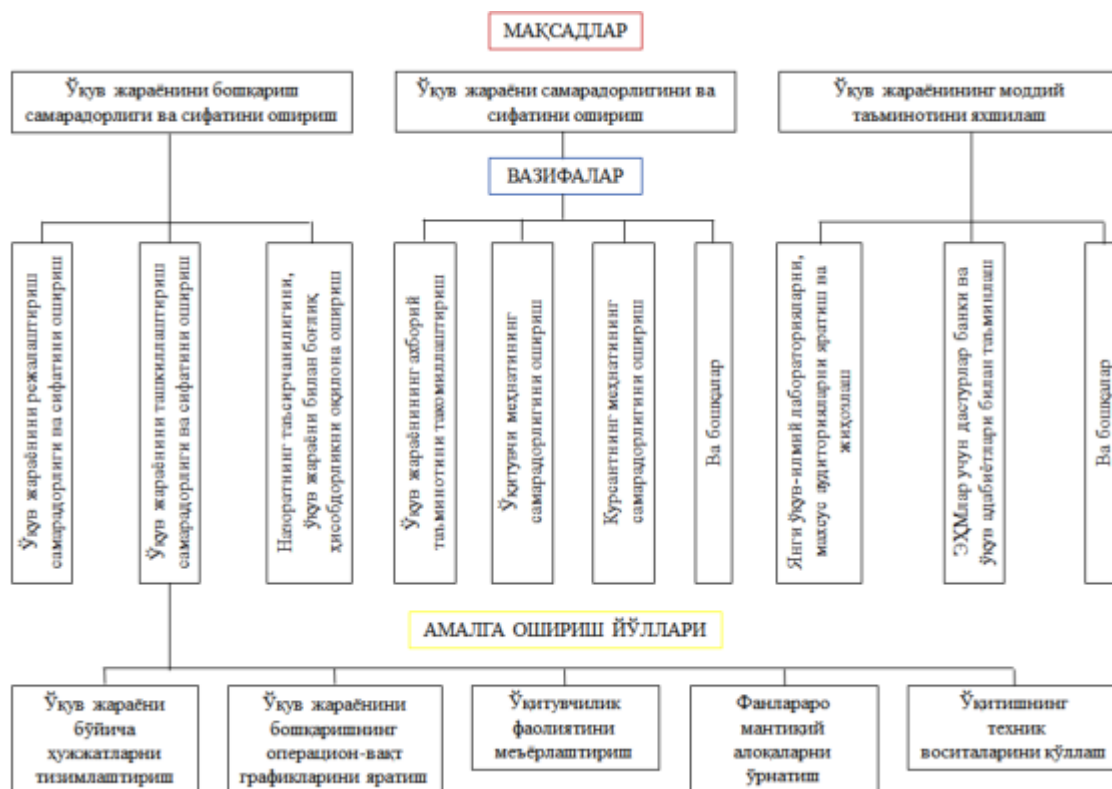 МАҚСАДЛАР
Ўқув жараёнини бошқариш
самарадорлиги ва сифатини ошириш
Ўқув жараёни самарадорлигини ва
сифатини ошириш
Ўқув жараёнининг моддий
таъминотини яхшилаш
ВАЗИФАЛАР
Ўқув жараёнини режалаштириш
самарадорлиги ва сифатини ошириш
Ўқув жараёнини ташкиллаштириш
самарадорлиги ва сифатини ошириш
Назоратнинг таъсирчанилигини,
ўқув жараёни билан боғлиқ
ҳисобдорликни оқилона ошириш
Ўқув жараёнининг ахборий
таъминотини такомиллаштириш
Ўқитувчи меҳнатининг
самарадорлигини ошириш
Курсантнинг меҳнатининг
самарадорлигини ошириш
Ва бошқалар
Янги ўқув-илмий лабораторияларни,
махсус аудиторияларни яратиш ва
жиҳозлаш
ЭҲМлар учун дастурлар банки ва
ўқув адабиётлари билан таъминлаш
Ва бошқалар
АМАЛГА ОШИРИШ ЙЎЛЛАРИ
Ўқув жараёни
бўйича
ҳужжатларни
тизимлаштириш
Ўқув жараёнини
бошқаришнинг
операцион-вақт
графикларини яратиш
Ўқитувчилик
фаолиятини
меъёрлаштириш
Фанлараро
мантиқий
алоқаларни
ўрнатиш
Ўқитишнинг
техник
воситаларини қўллаш